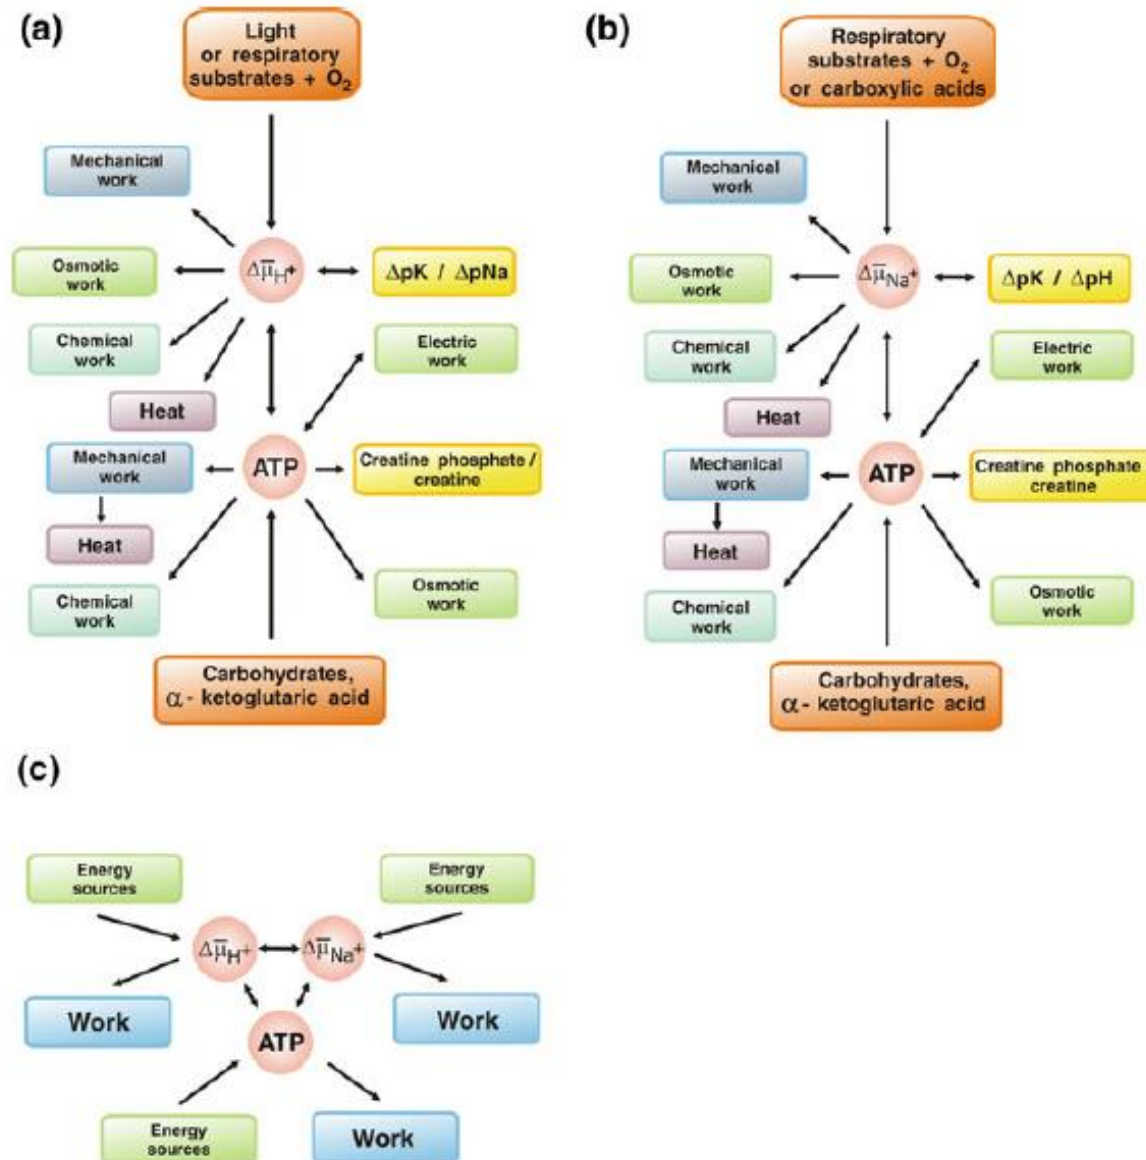 (a)
Light
or respiratory
substrates + O₂
Mechanical
work
Osmotic
work
Δμ̅H⁺
ΔpK / ΔpNa
Chemical
work
Electric
work
Heat
Mechanical
work
ATP
Creatine phosphate /
creatine
Heat
Chemical
work
Osmotic
work
Carbohydrates,
α - ketoglutaric acid
(b)
Respiratory
substrates + O₂
or carboxylic acids
Mechanical
work
Osmotic
work
Δμ̅Na⁺
ΔpK / ΔpH
Chemical
work
Electric
work
Heat
Mechanical
work
ATP
Creatine phosphate
creatine
Heat
Chemical
work
Osmotic
work
Carbohydrates,
α - ketoglutaric acid
(c)
Energy
sources
Energy
sources
Δμ̅H⁺
Δμ̅Na⁺
Work
Work
ATP
Energy
sources
Work